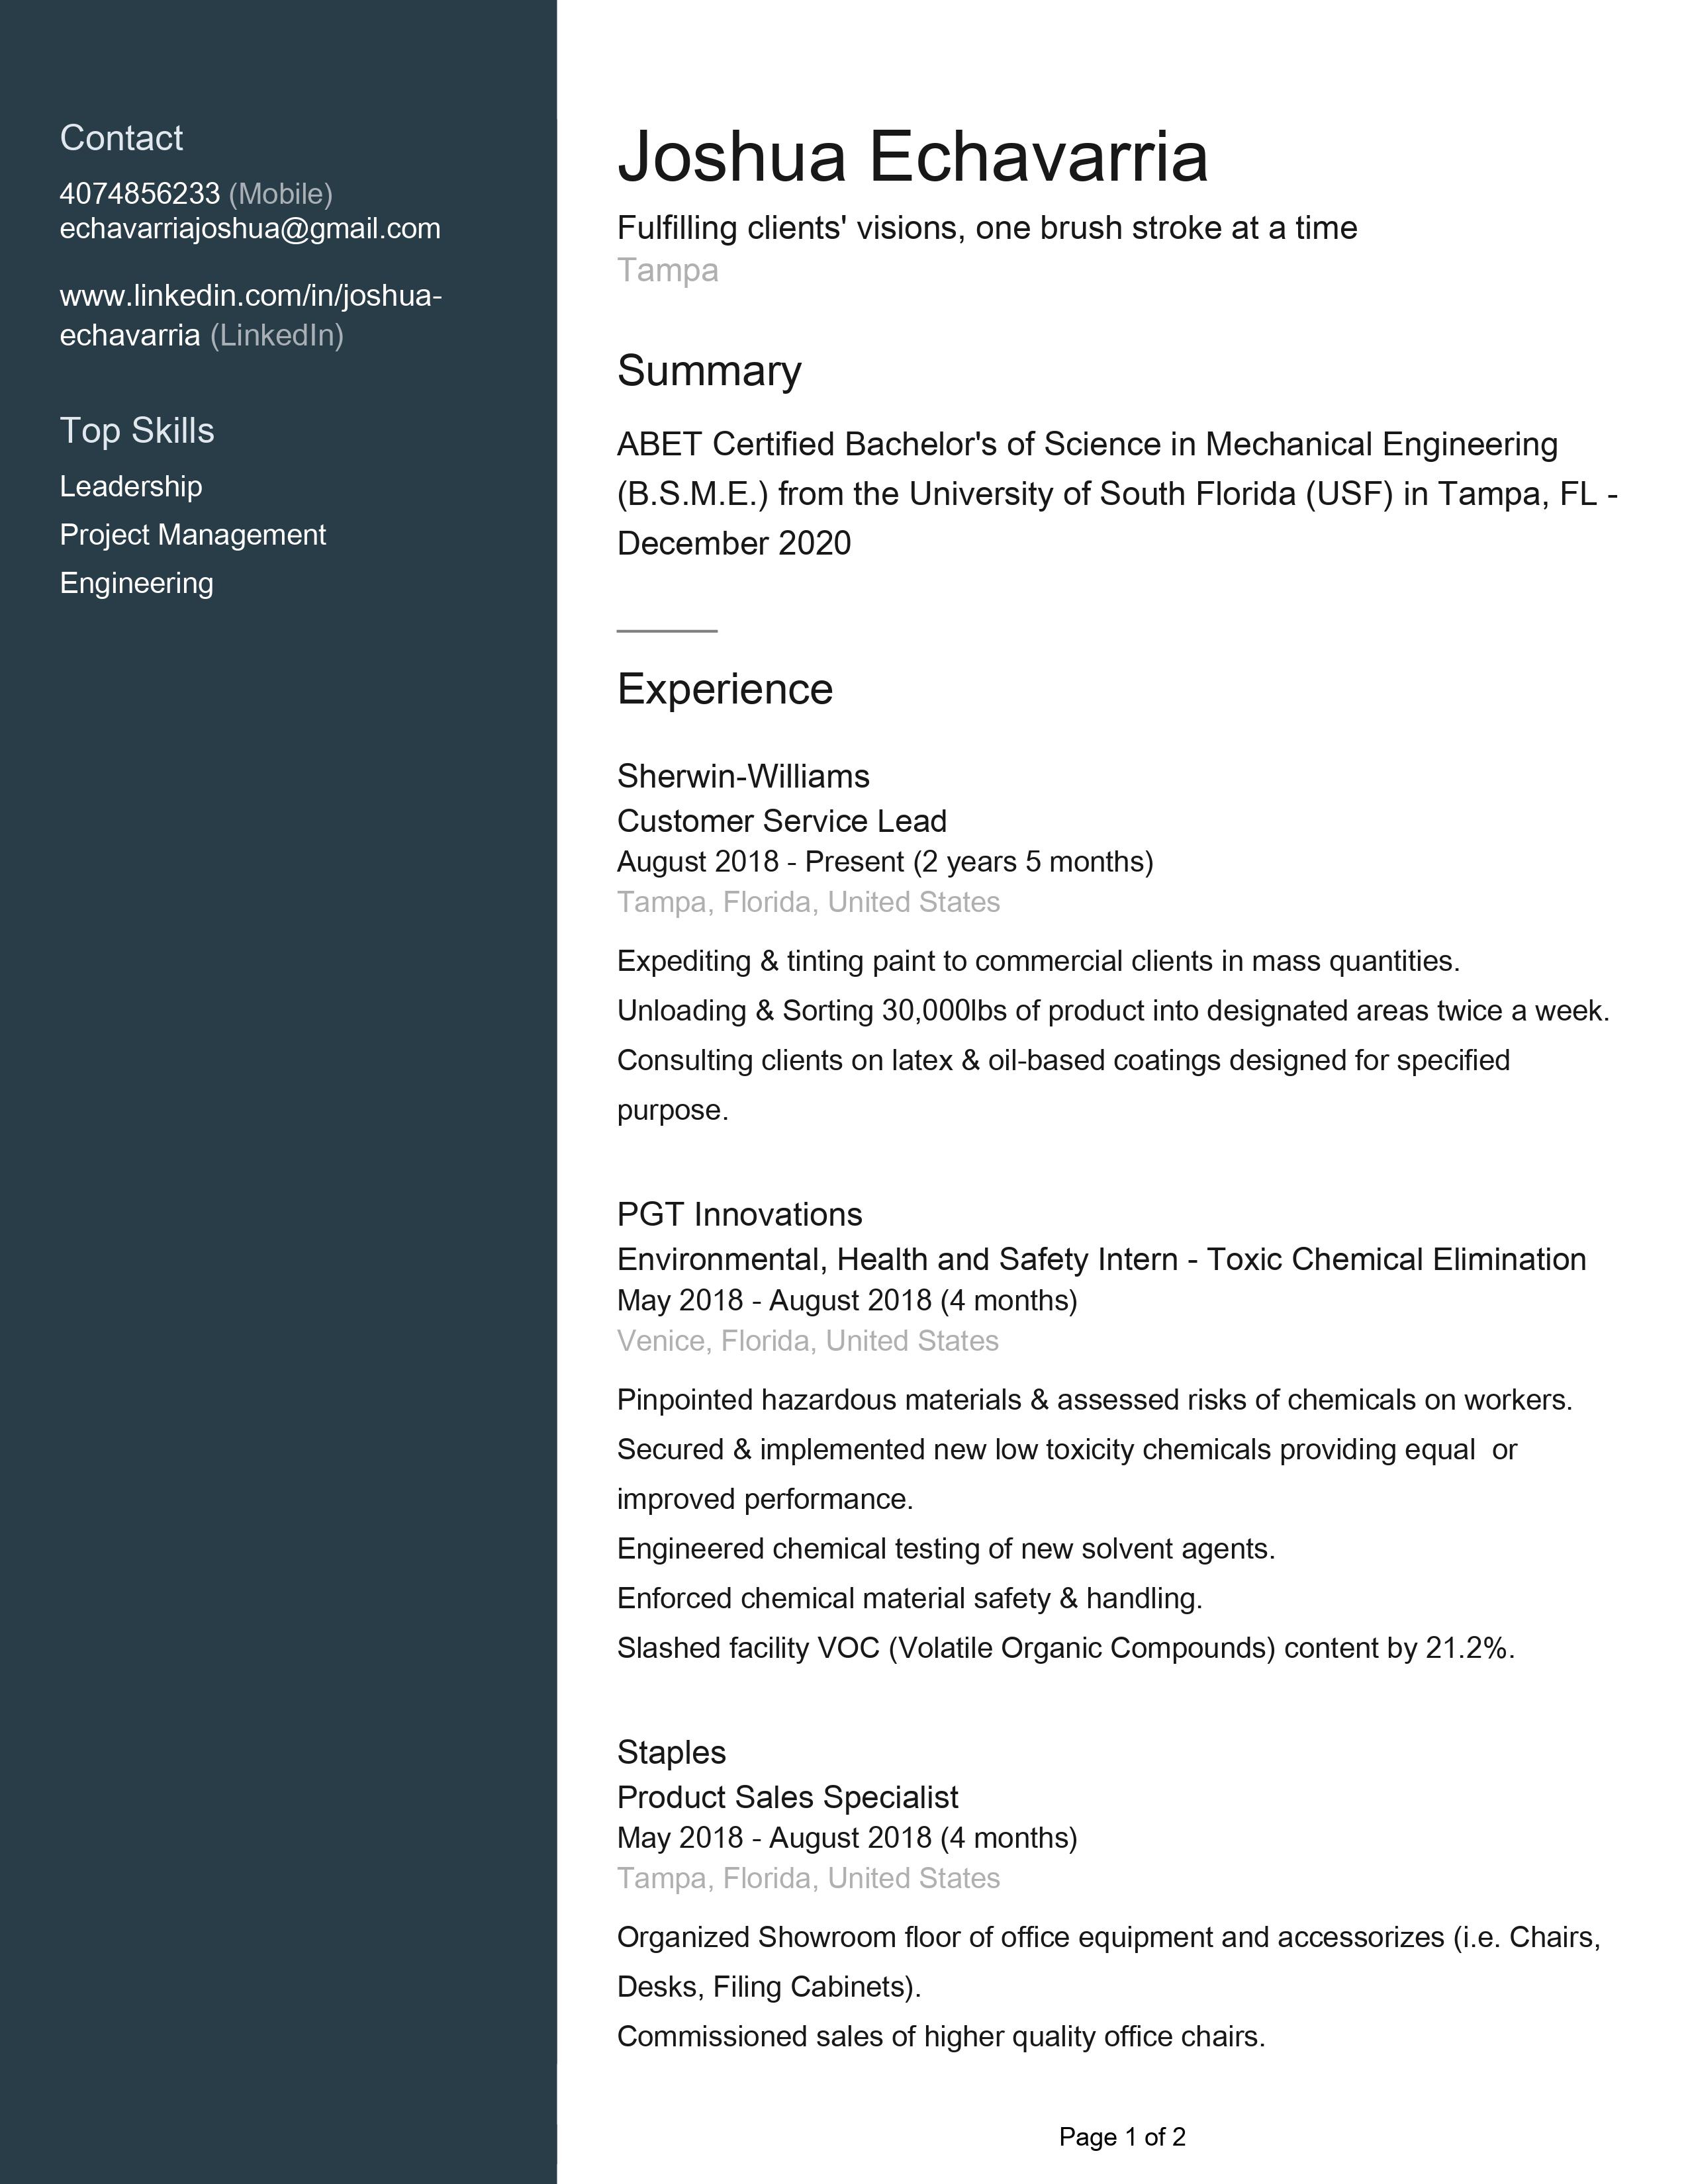 Contact
4074856233 (Mobile)
echavarriajoshua@gmail.com
www.linkedin.com/in/joshua-
echavarria (LinkedIn)
Top Skills
Leadership
Project Management
Engineering
Joshua Echavarria
Fulfilling clients' visions, one brush stroke at a time
Tampa
Summary
ABET Certified Bachelor's of Science in Mechanical Engineering
(B.S.M.E.) from the University of South Florida (USF) in Tampa, FL -
December 2020
Experience
Sherwin-Williams
Customer Service Lead
August 2018 - Present (2 years 5 months)
Tampa, Florida, United States
Expediting & tinting paint to commercial clients in mass quantities.
Unloading & Sorting 30,000lbs of product into designated areas twice a week.
Consulting clients on latex & oil-based coatings designed for specified
purpose.
PGT Innovations
Environmental, Health and Safety Intern - Toxic Chemical Elimination
May 2018 - August 2018 (4 months)
Venice, Florida, United States
Pinpointed hazardous materials & assessed risks of chemicals on workers.
Secured & implemented new low toxicity chemicals providing equal  or
improved performance.
Engineered chemical testing of new solvent agents.
Enforced chemical material safety & handling.
Slashed facility VOC (Volatile Organic Compounds) content by 21.2%.
Staples
Product Sales Specialist
May 2018 - August 2018 (4 months)
Tampa, Florida, United States
Organized Showroom floor of office equipment and accessorizes (i.e. Chairs,
Desks, Filing Cabinets).
Commissioned sales of higher quality office chairs.
Page 1 of 2